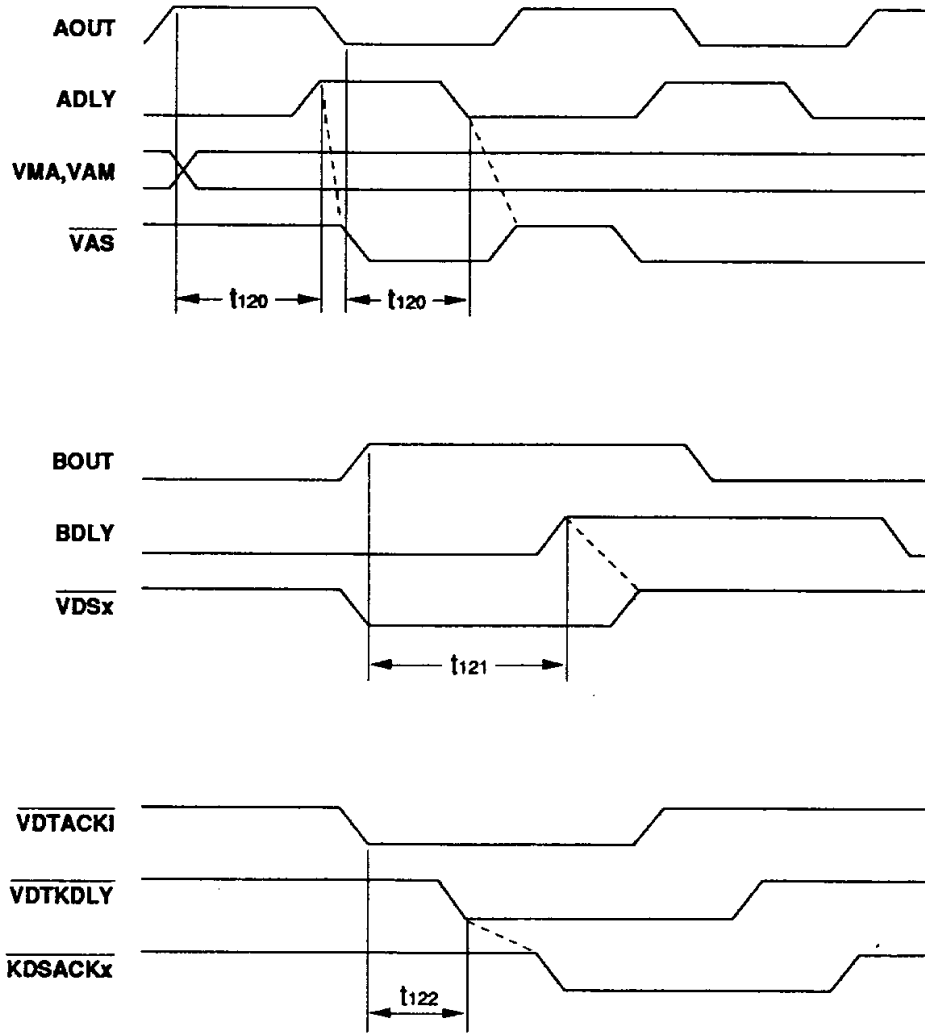 AOUT
ADLY
VMA,VAM
VAS
t120 t120
BOUT
BDLY
VDSx
t121
VDTACKI
VDTKDLY
KDSACKx
t122